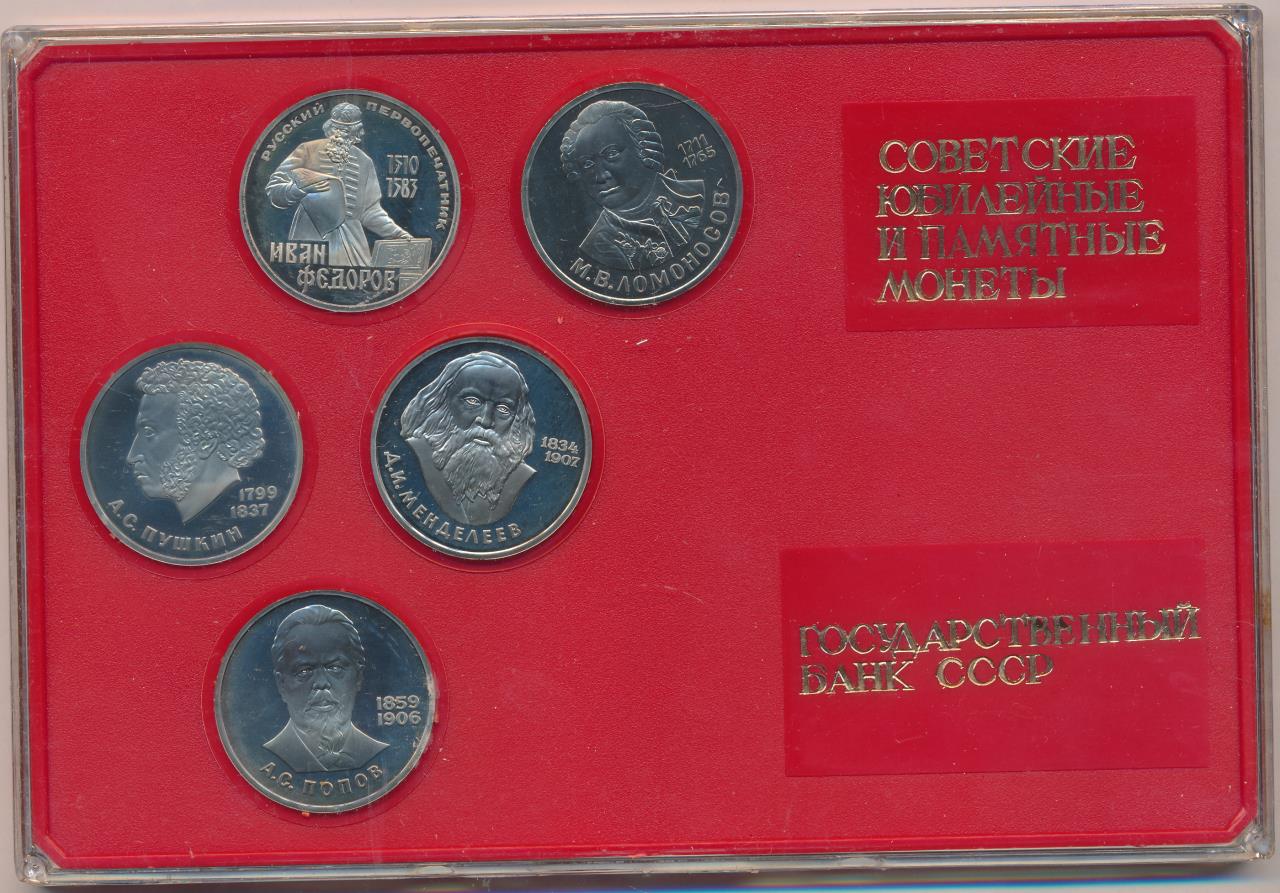 РУССКИЙ ПЕРВОПЕЧАТНИК
1510
1583
ИВАН
ФЕДОРОВ
1711
1765
М.В.ЛОМОНОСОВ
СОВЕТСКИЕ
ЮБИЛЕЙНЫЕ
И ПАМЯТНЫЕ
МОНЕТЫ
1799
1837
А.С. ПУШКИН
1834
1907
Д.И. МЕНДЕЛЕЕВ
ГОСУДАРСТВЕННЫЙ
БАНК СССР
1859
1906
А.С. ПОПОВ